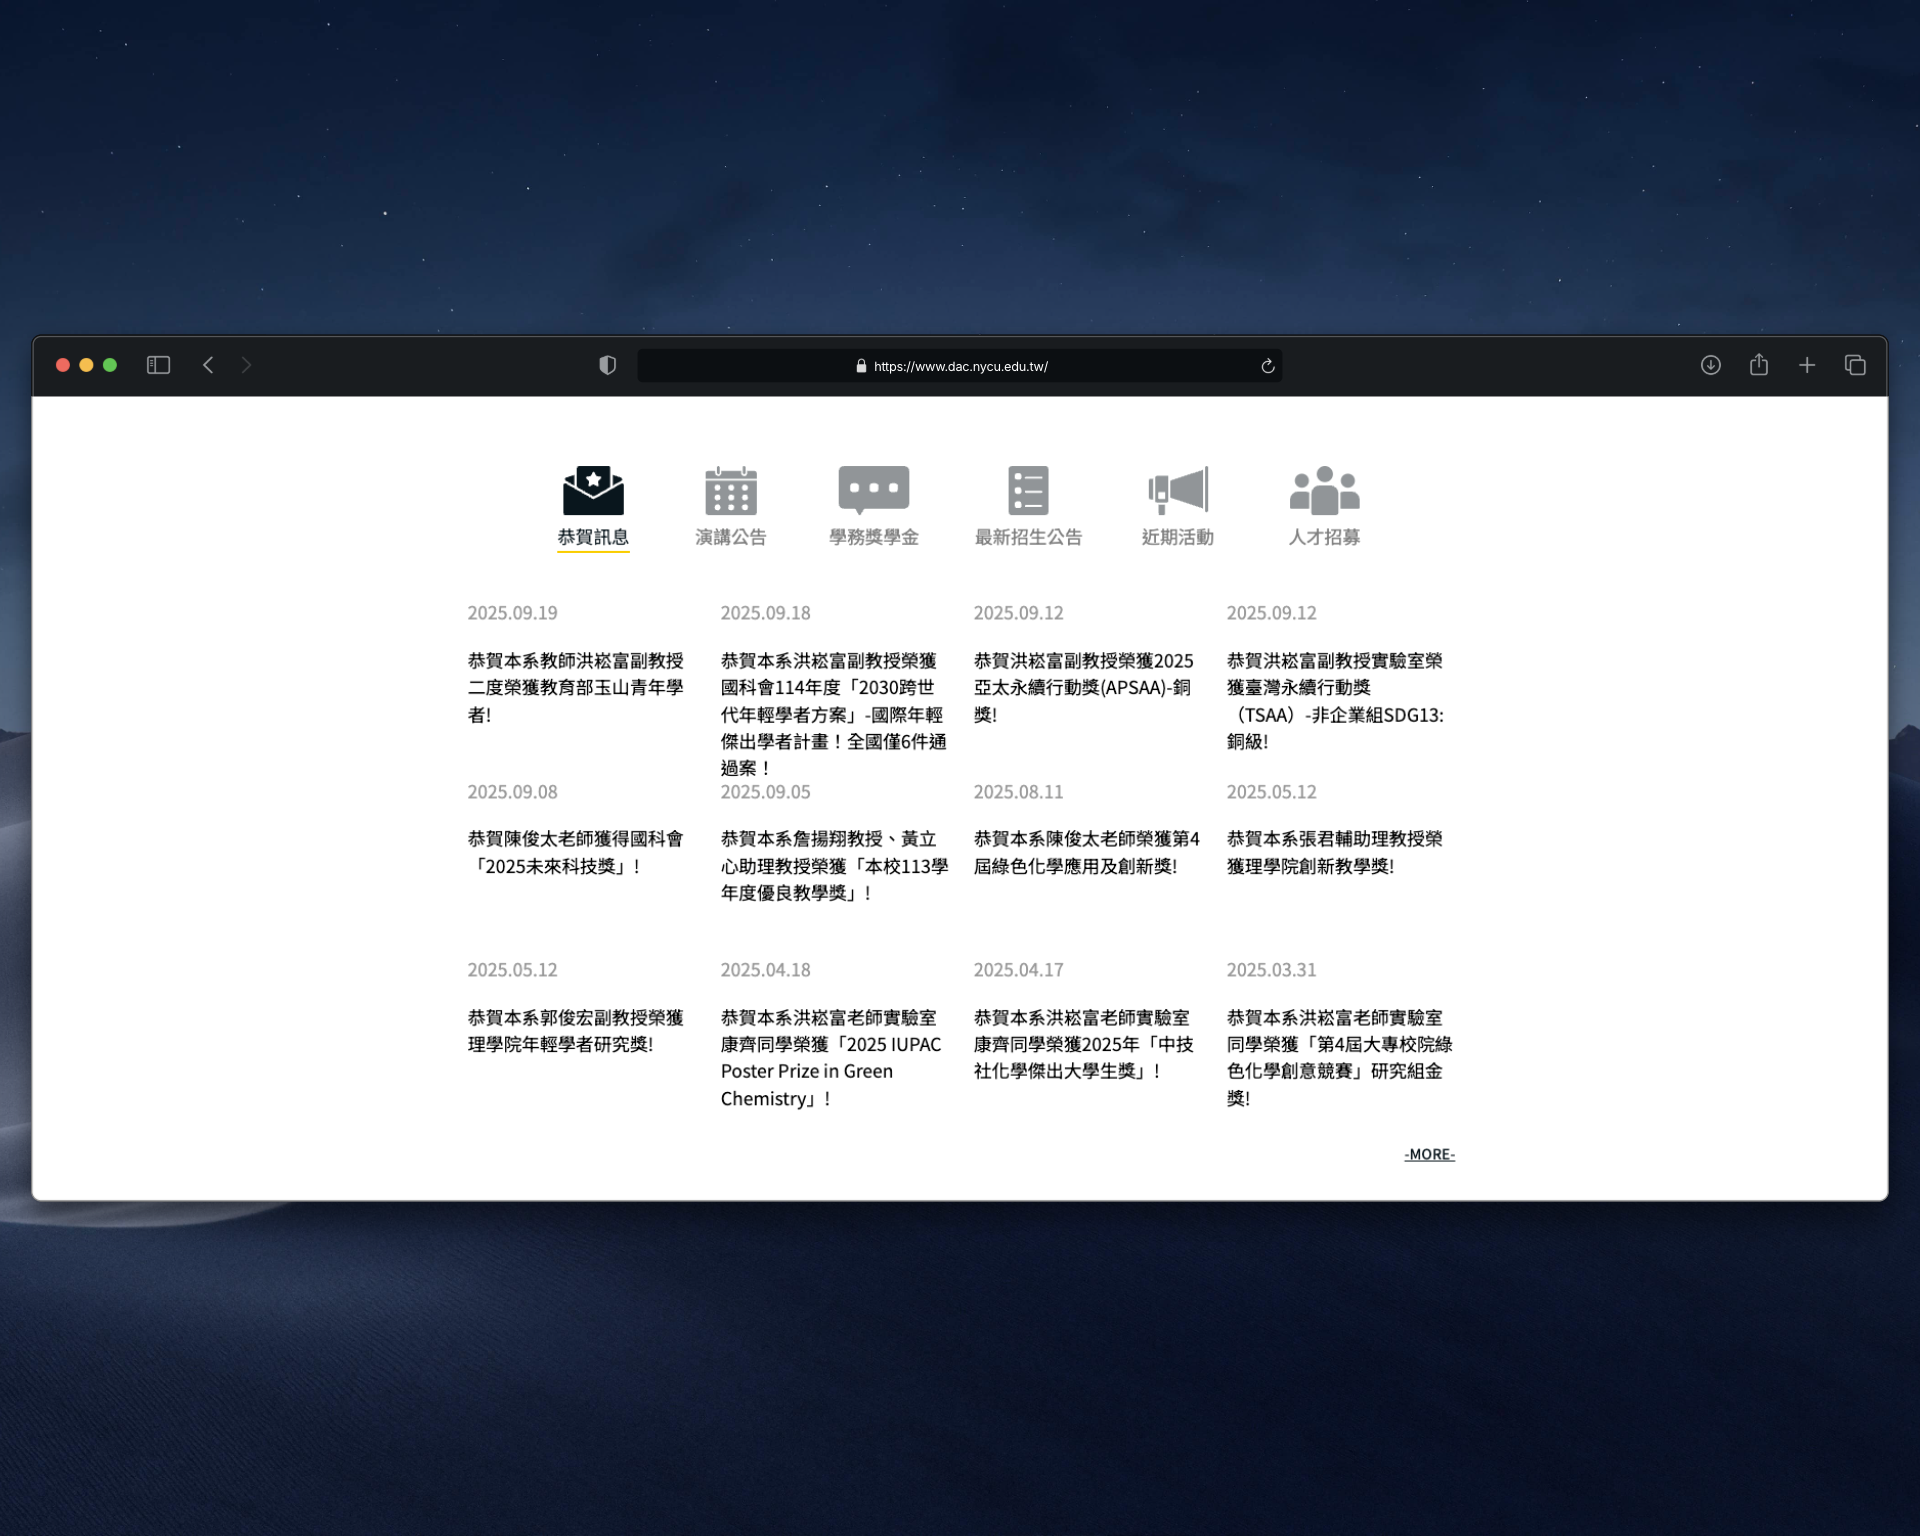 https://www.dac.nycu.edu.tw/
恭賀訊息
演講公告
學務獎學金
最新招生公告
近期活動
人才招募
2025.09.19
恭賀本系教師洪崧富副教授
二度榮獲教育部玉山青年學
者!
2025.09.18
恭賀本系洪崧富副教授榮獲
國科會114年度「2030跨世
代年輕學者方案」-國際年輕
傑出學者計畫！全國僅6件通
過案！
2025.09.12
恭賀洪崧富副教授榮獲2025
亞太永續行動獎(APSAA)-銅
獎!
2025.09.12
恭賀洪崧富副教授實驗室榮
獲臺灣永續行動獎
（TSAA）-非企業組SDG13:
銅級!
2025.09.08
恭賀陳俊太老師獲得國科會
「2025未來科技獎」!
2025.09.05
恭賀本系詹揚翔教授、黃立
心助理教授榮獲「本校113學
年度優良教學獎」!
2025.08.11
恭賀本系陳俊太老師榮獲第4
屆綠色化學應用及創新獎!
2025.05.12
恭賀本系張君輔助理教授榮
獲理學院創新教學獎!
2025.05.12
恭賀本系郭俊宏副教授榮獲
理學院年輕學者研究獎!
2025.04.18
恭賀本系洪崧富老師實驗室
康齊同學榮獲「2025 IUPAC
Poster Prize in Green
Chemistry」!
2025.04.17
恭賀本系洪崧富老師實驗室
康齊同學榮獲2025年「中技
社化學傑出大學生獎」!
2025.03.31
恭賀本系洪崧富老師實驗室
同學榮獲「第4屆大專校院綠
色化學創意競賽」研究組金
獎!
-MORE-